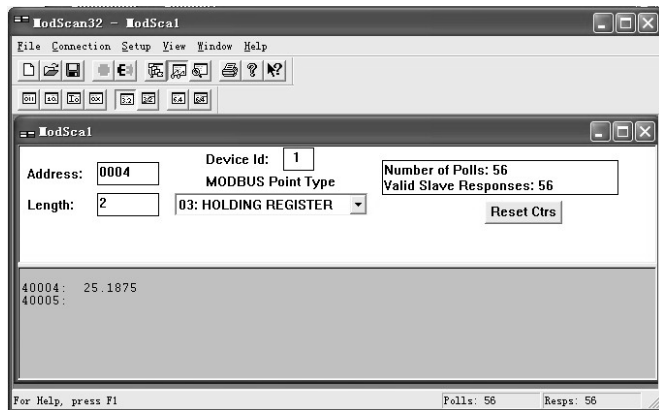 ModScan32 - ModSca1
File Connection Setup View Window Help
ModSca1
Address: 0004
Device Id: 1
MODBUS Point Type
Length: 2
03: HOLDING REGISTER
Number of Polls: 56
Valid Slave Responses: 56
Reset Ctrs
40004: 25.1875
40005:
For Help, press F1
Polls: 56
Resps: 56